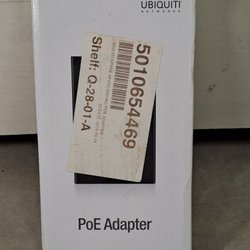 UBIQUITI
NETWORKS
5010654469
Shelf: Q-28-01-A
PoE Adapter